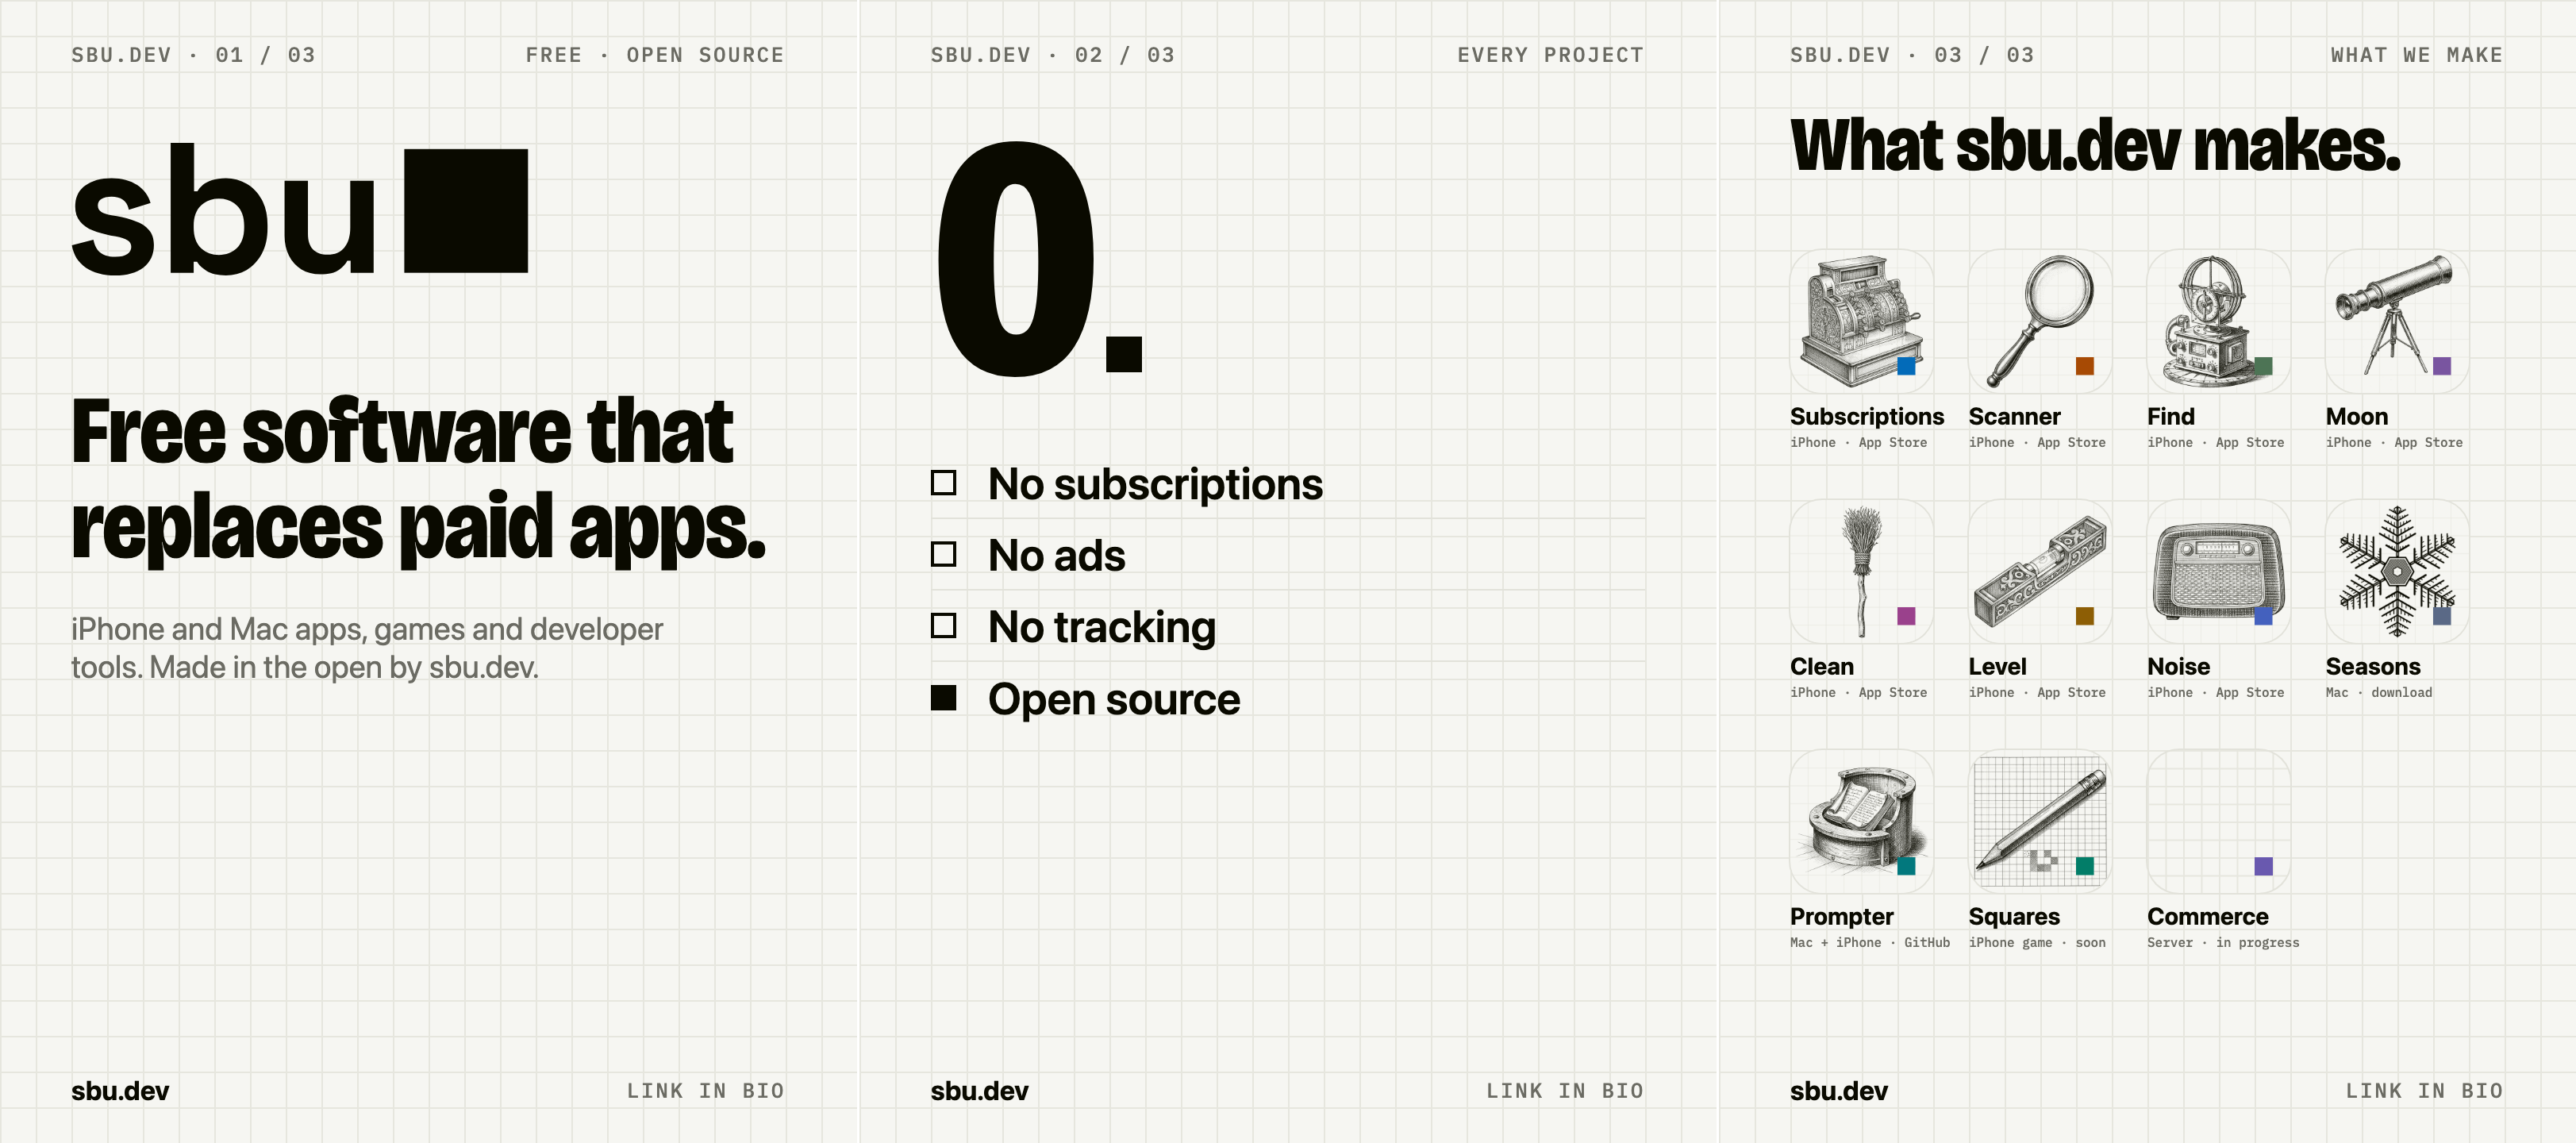 SBU.DEV · 01 / 03
FREE · OPEN SOURCE
sbu
Free software that
replaces paid apps.
iPhone and Mac apps, games and developer
tools. Made in the open by sbu.dev.
sbu.dev
LINK IN BIO
SBU.DEV · 02 / 03
EVERY PROJECT
0.
No subscriptions
No ads
No tracking
Open source
sbu.dev
LINK IN BIO
SBU.DEV · 03 / 03
WHAT WE MAKE
What sbu.dev makes.
Subscriptions
iPhone · App Store
Scanner
iPhone · App Store
Find
iPhone · App Store
Moon
iPhone · App Store
Clean
iPhone · App Store
Level
iPhone · App Store
Noise
iPhone · App Store
Seasons
Mac · download
Prompter
Mac + iPhone · GitHub
Squares
iPhone game · soon
Commerce
Server · in progress
sbu.dev
LINK IN BIO